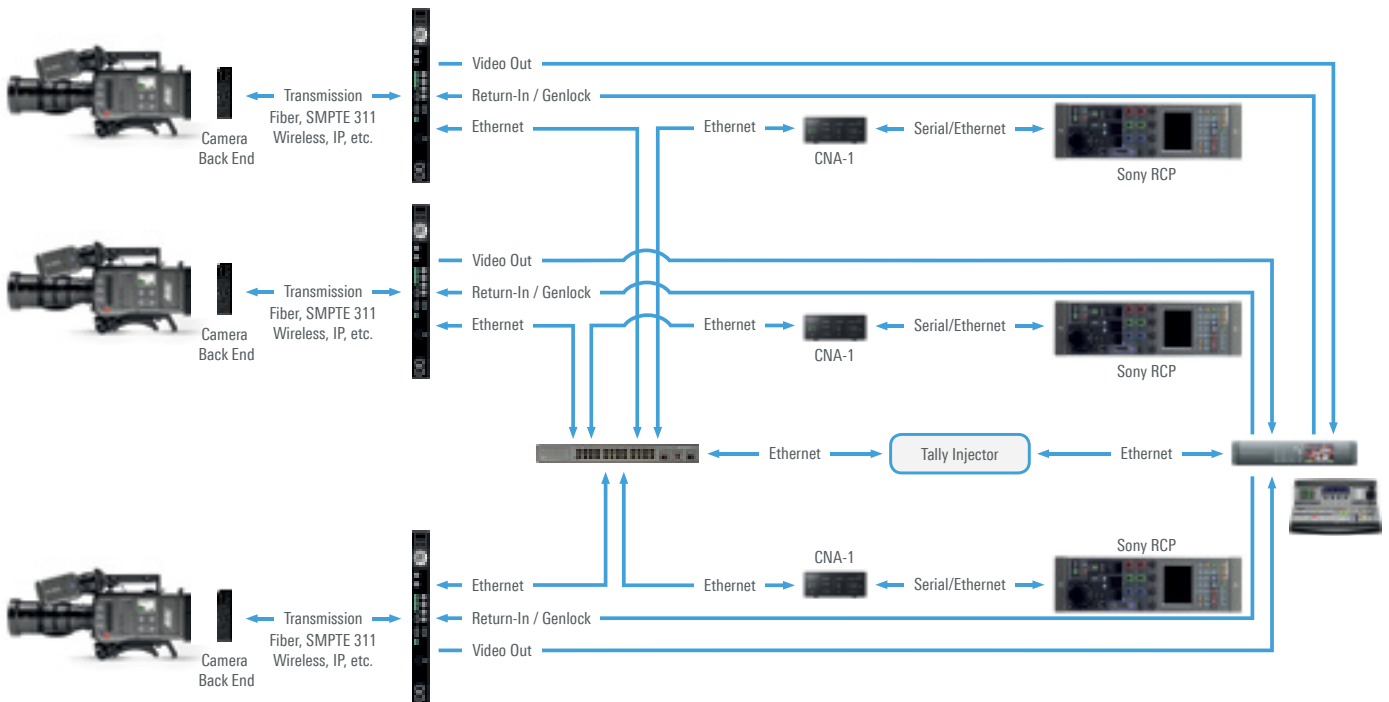 Video Out
Transmission
Return-In / Genlock
Fiber, SMPTE 311
Wireless, IP, etc.
Camera
Back End
Ethernet
Ethernet
Serial/Ethernet
CNA-1
Sony RCP
Video Out
Transmission
Return-In / Genlock
Fiber, SMPTE 311
Wireless, IP, etc.
Camera
Back End
Ethernet
Ethernet
Serial/Ethernet
CNA-1
Sony RCP
Ethernet
Tally Injector
Ethernet
CNA-1
Sony RCP
Ethernet
Ethernet
Serial/Ethernet
Transmission
Return-In / Genlock
Fiber, SMPTE 311
Wireless, IP, etc.
Camera
Back End
Video Out